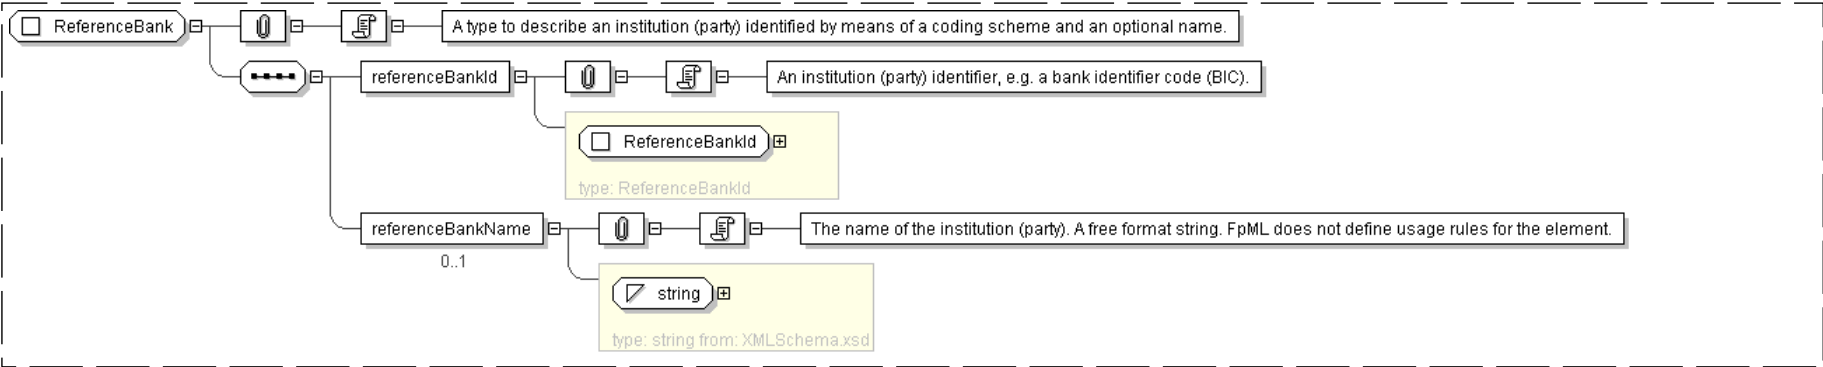 ReferenceBank
A type to describe an institution (party) identified by means of a coding scheme and an optional name.
referenceBankId
An institution (party) identifier, e.g. a bank identifier code (BIC).
ReferenceBankId
type: ReferenceBankId
referenceBankName
The name of the institution (party). A free format string. FpML does not define usage rules for the element.
0..1
string
type: string from: XMLSchema.xsd